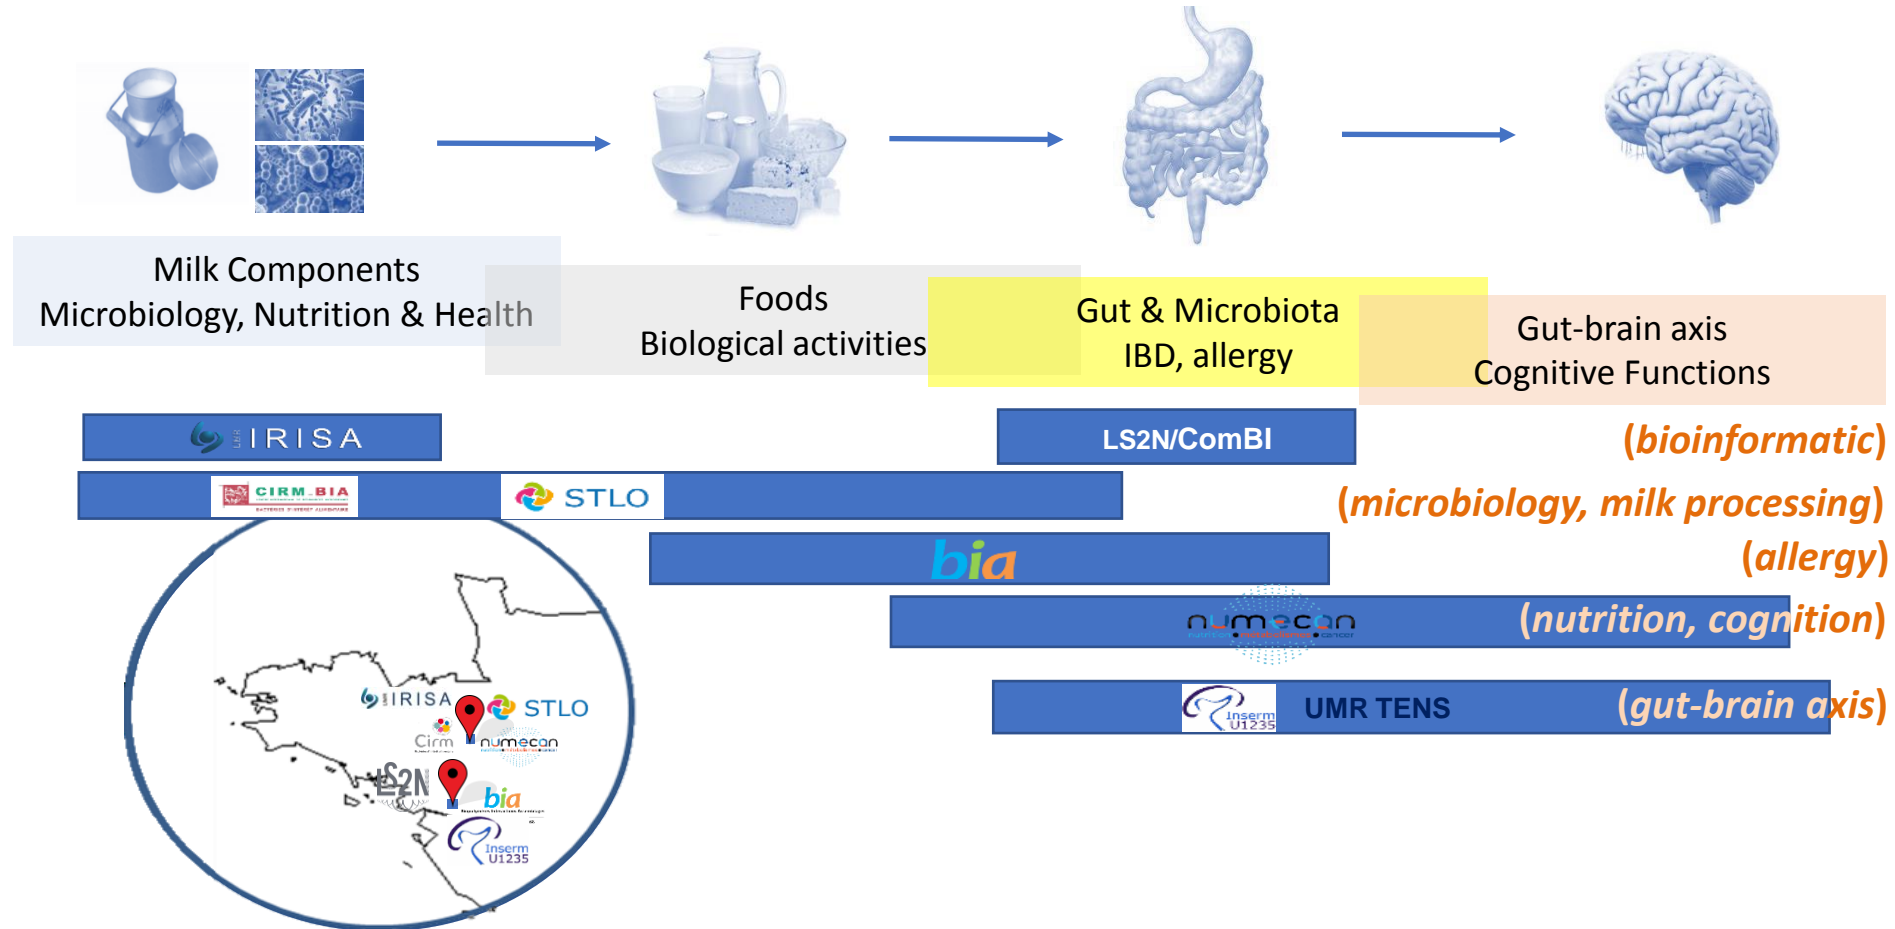 Milk Components
Microbiology, Nutrition & Health
Foods
Biological activities
Gut & Microbiota
IBD, allergy
Gut-brain axis
Cognitive Functions
IRISA
LS2N/ComBI
(bioinformatic)
CIRM-BIA
STLO
(microbiology, milk processing)
bia
(allergy)
numecan
(nutrition, cognition)
Inserm
U1235
UMR TENS
(gut-brain axis)
IRISA
STLO
Cirm
numecan
LS2N
bia
Inserm
U1235